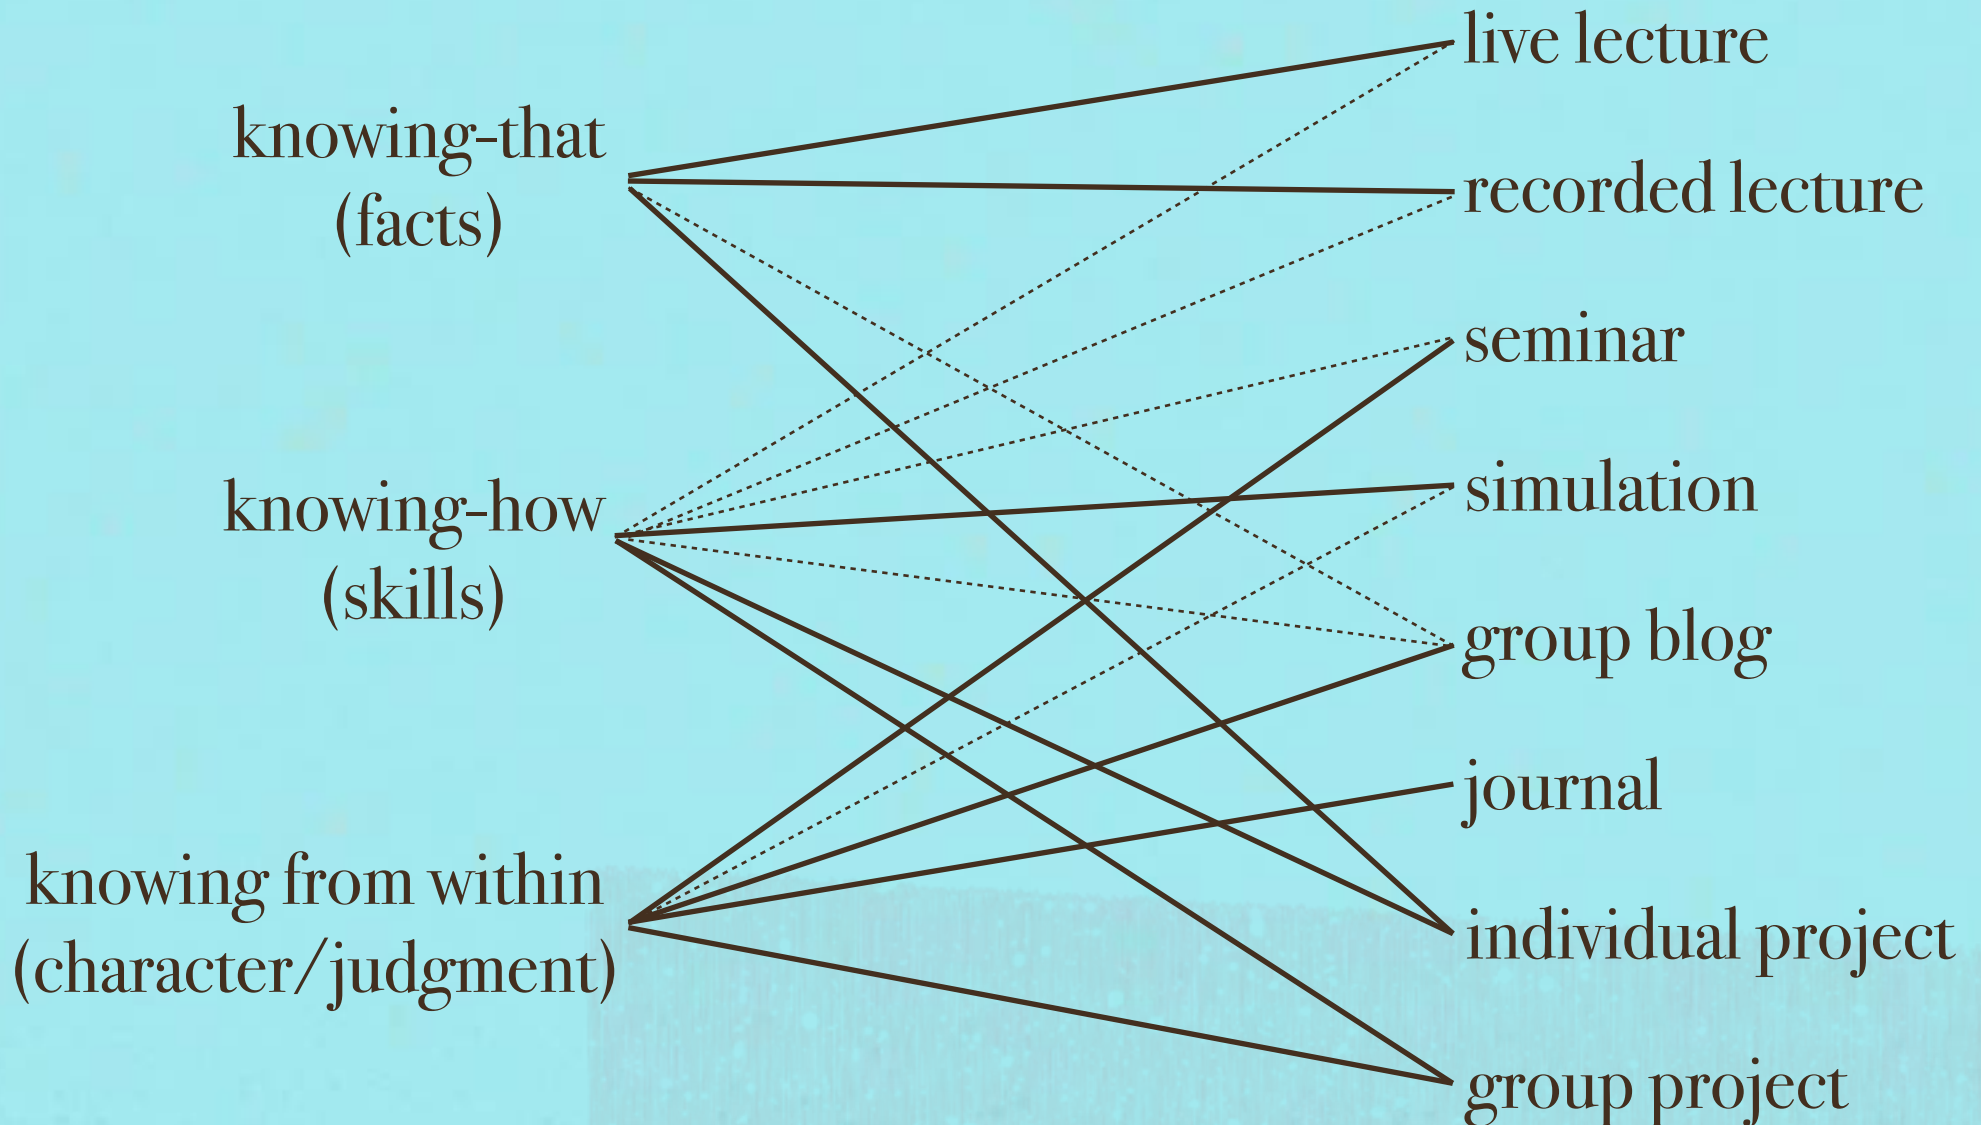 knowing-that
(facts)
knowing-how
(skills)
knowing from within
(character/judgment)
live lecture
recorded lecture
seminar
simulation
group blog
journal
individual project
group project